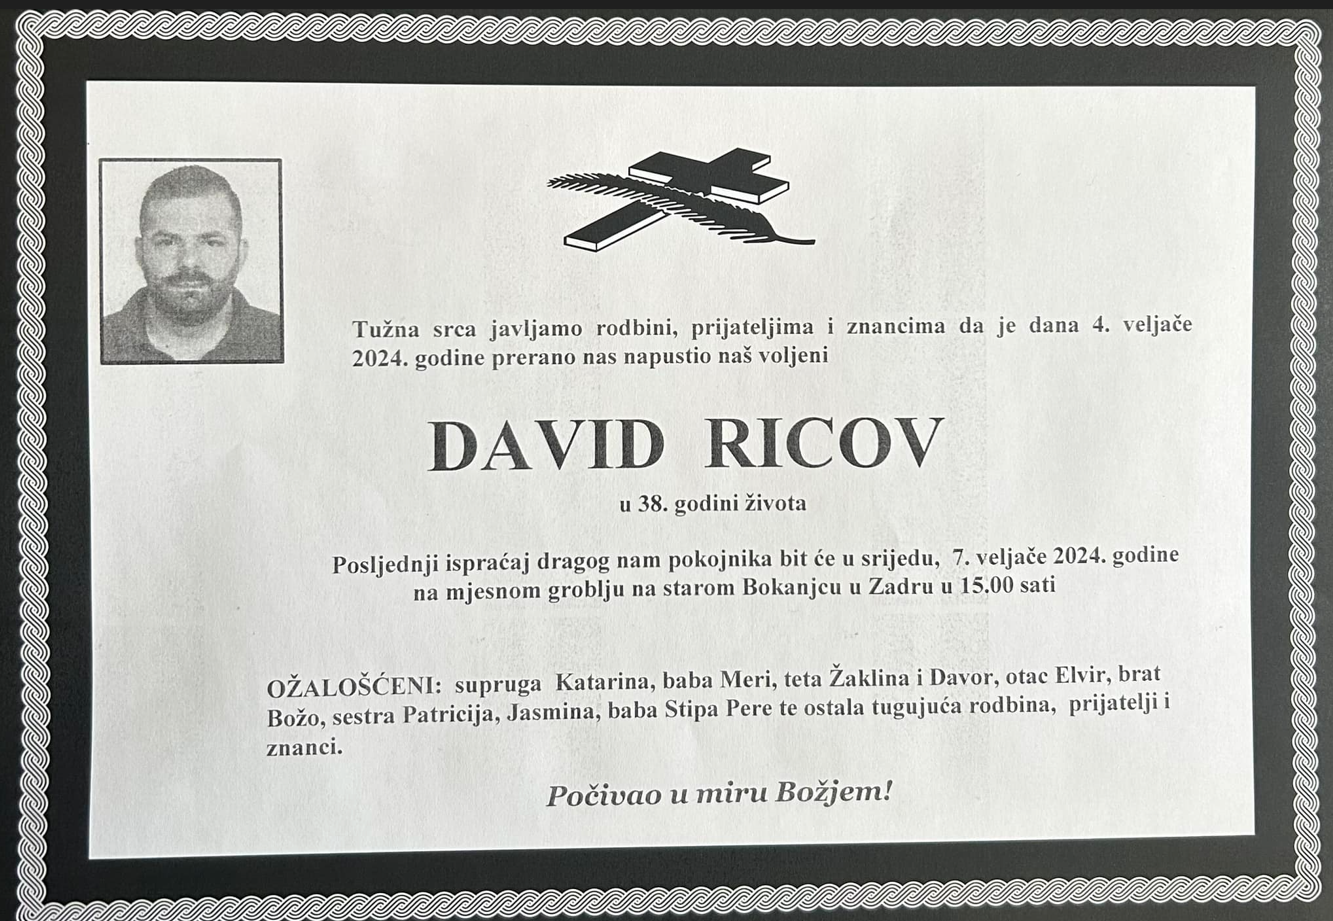 Tužna srca javljamo rodbini, prijateljima i znancima da je dana 4. veljače
2024. godine prerano nas napustio naš voljeni
DAVID RICOV
u 38. godini života
Posljednji ispraćaj dragog nam pokojnika bit će u srijedu, 7. veljače 2024. godine
na mjesnom groblju na starom Bokanjcu u Zadru u 15.00 sati
OŽALOŠĆENI: supruga Katarina, baba Meri, teta Žaklina i Davor, otac Elvir, brat
Božo, sestra Patricija, Jasmina, baba Stipa Pere te ostala tugujuća rodbina, prijatelji i
znanci.
Počivao u miru Božjem!